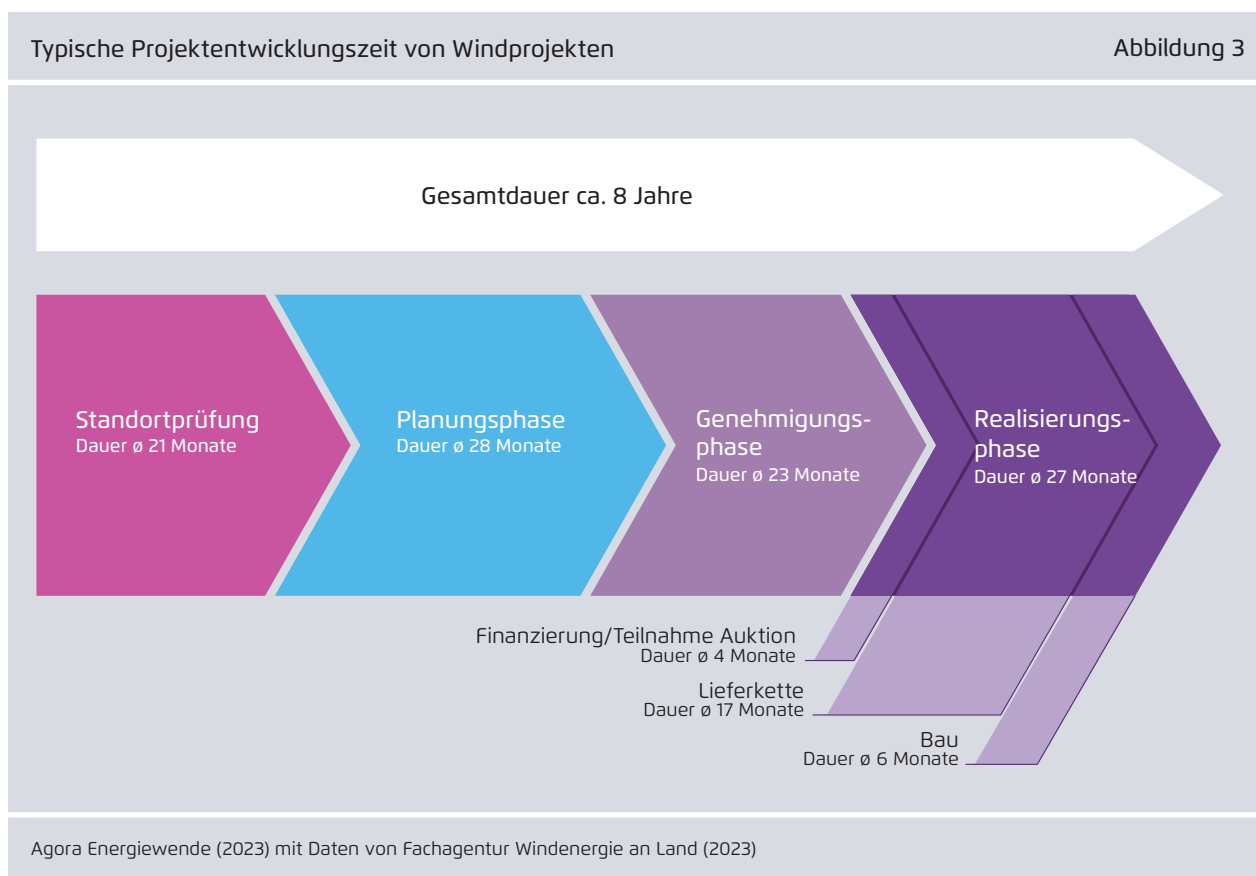 Typische Projektentwicklungszeit von Windprojekten
Abbildung 3
Gesamtdauer ca. 8 Jahre
Standortprüfung
Dauer ø 21 Monate
Planungsphase
Dauer ø 28 Monate
Genehmigungs-
phase
Dauer ø 23 Monate
Realisierungs-
phase
Dauer ø 27 Monate
Finanzierung/Teilnahme Auktion
Dauer ø 4 Monate
Lieferkette
Dauer ø 17 Monate
Bau
Dauer ø 6 Monate
Agora Energiewende (2023) mit Daten von Fachagentur Windenergie an Land (2023)